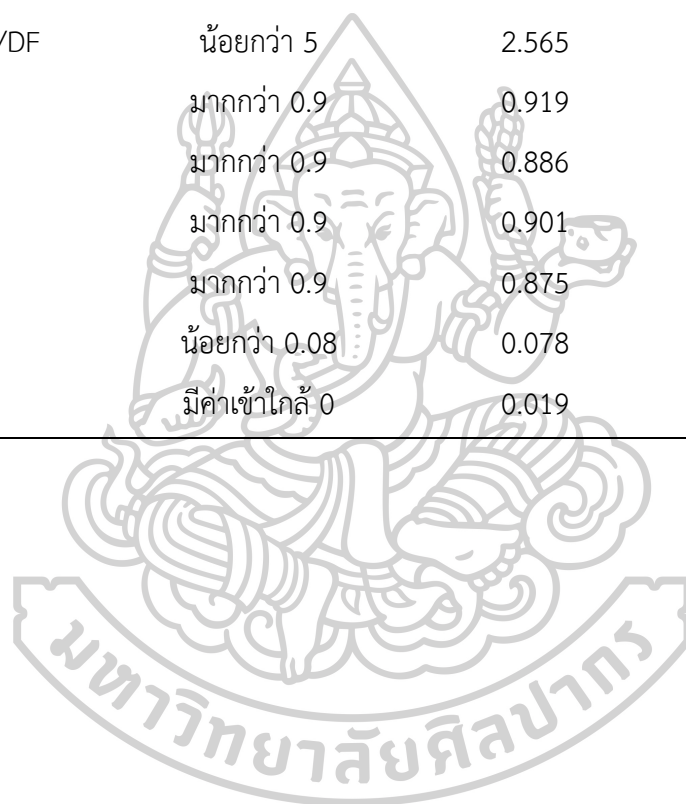 /DF น้อยกว่า 5 2.565
มากกว่า 0.9 0.919
มากกว่า 0.9 0.886
มากกว่า 0.9 0.901
มากกว่า 0.9 0.875
น้อยกว่า 0.08 0.078
มีค่าเข้าใกล้ 0 0.019
มหาวิทยาลัยศิลปากร